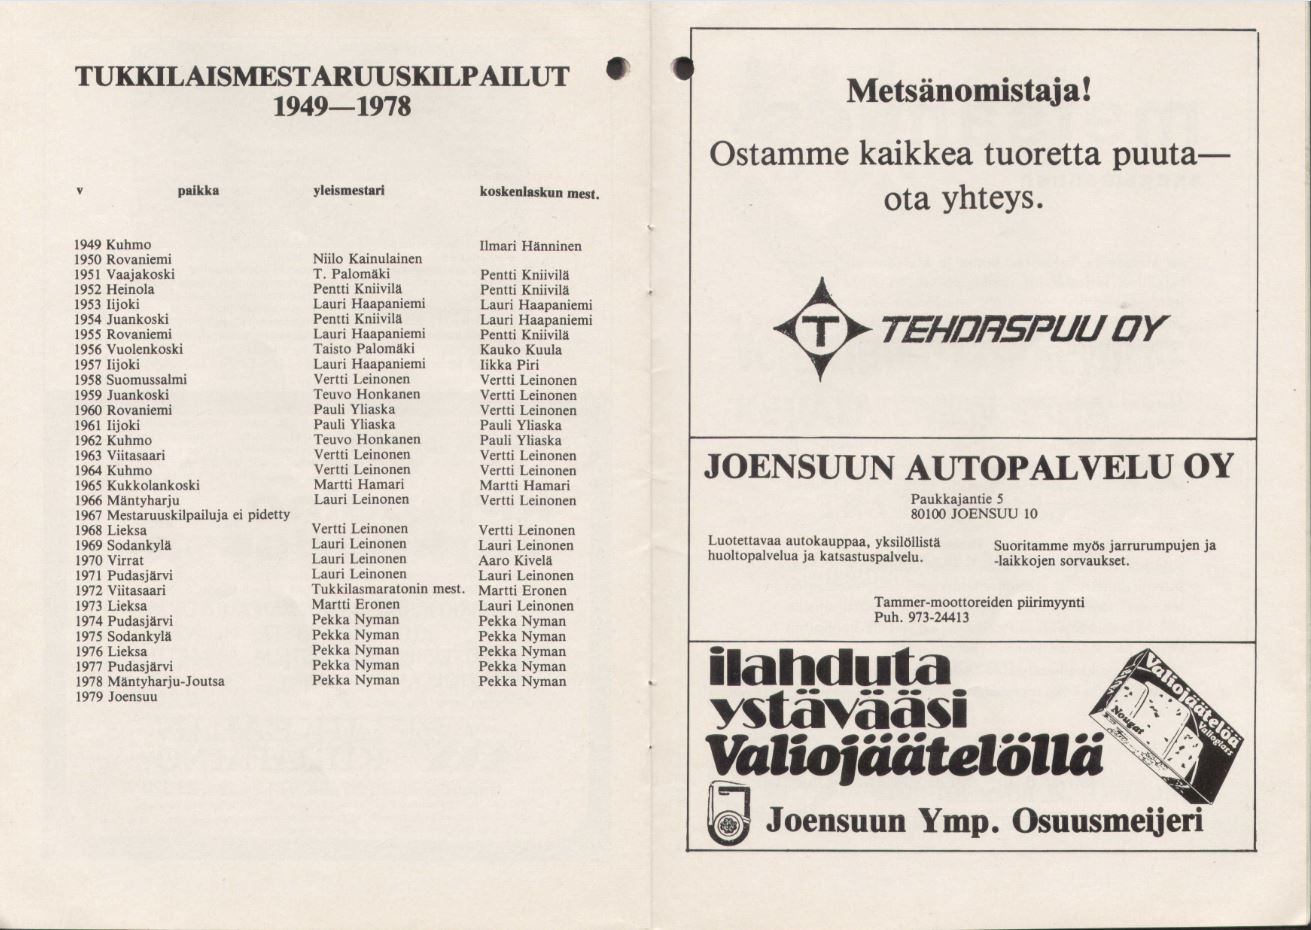 TUKKILAISMESTARUUSKILPAILUT
1949—1978
v paikka yleismestari koskenlaskun mest.
1949 Kuhmo Ilmari Hänninen
1950 Rovaniemi Niilo Kainulainen
1951 Vaajakoski T. Palomäki Pentti Kniivilä
1952 Heinola Pentti Kniivilä Pentti Kniivilä
1953 Iijoki Lauri Haapaniemi Lauri Haapaniemi
1954 Juankoski Pentti Kniivilä Lauri Haapaniemi
1955 Rovaniemi Lauri Haapaniemi Pentti Kniivilä
1956 Vuolenkoski Taisto Palomäki Kauko Kuula
1957 Iijoki Lauri Haapaniemi Iikka Piri
1958 Suomussalmi Vertti Leinonen Vertti Leinonen
1959 Juankoski Teuvo Honkanen Vertti Leinonen
1960 Rovaniemi Pauli Yliaska Vertti Leinonen
1961 Iijoki Pauli Yliaska Pauli Yliaska
1962 Kuhmo Teuvo Honkanen Pauli Yliaska
1963 Viitasaari Vertti Leinonen Vertti Leinonen
1964 Kuhmo Vertti Leinonen Vertti Leinonen
1965 Kukkolankoski Martti Hamari Martti Hamari
1966 Mäntyharju Lauri Leinonen Vertti Leinonen
1967 Mestaruuskilpailuja ei pidetty
1968 Lieksa Vertti Leinonen Vertti Leinonen
1969 Sodankylä Lauri Leinonen Lauri Leinonen
1970 Virrat Lauri Leinonen Aaro Kivelä
1971 Pudasjärvi Lauri Leinonen Lauri Leinonen
1972 Viitasaari Tukkilasmaratonin mest. Martti Eronen
1973 Lieksa Martti Eronen Lauri Leinonen
1974 Pudasjärvi Pekka Nyman Pekka Nyman
1975 Sodankylä Pekka Nyman Pekka Nyman
1976 Lieksa Pekka Nyman Pekka Nyman
1977 Pudasjärvi Pekka Nyman Pekka Nyman
1978 Mäntyharju-Joutsa Pekka Nyman Pekka Nyman
1979 Joensuu
Metsänomistaja!
Ostamme kaikkea tuoretta puuta—
ota yhteys.
T TEHDASPUU OY
JOENSUUN AUTOPALVELU OY
Paukkajantie 5
80100 JOENSUU 10
Luotettavaa autokauppaa, yksilöllistä
huoltopalvelua ja katsastuspalvelu.
Suoritamme myös jarrurumpujen ja
-laikkojen sorvaukset.
Tammer-moottoreiden piirimyynti
Puh. 973-24413
ilahduta
ystävääsi
Valiojäätelöllä
Valiojäätelöä
Valioglass
Nougat
Joensuun Ymp. Osuusmeijeri